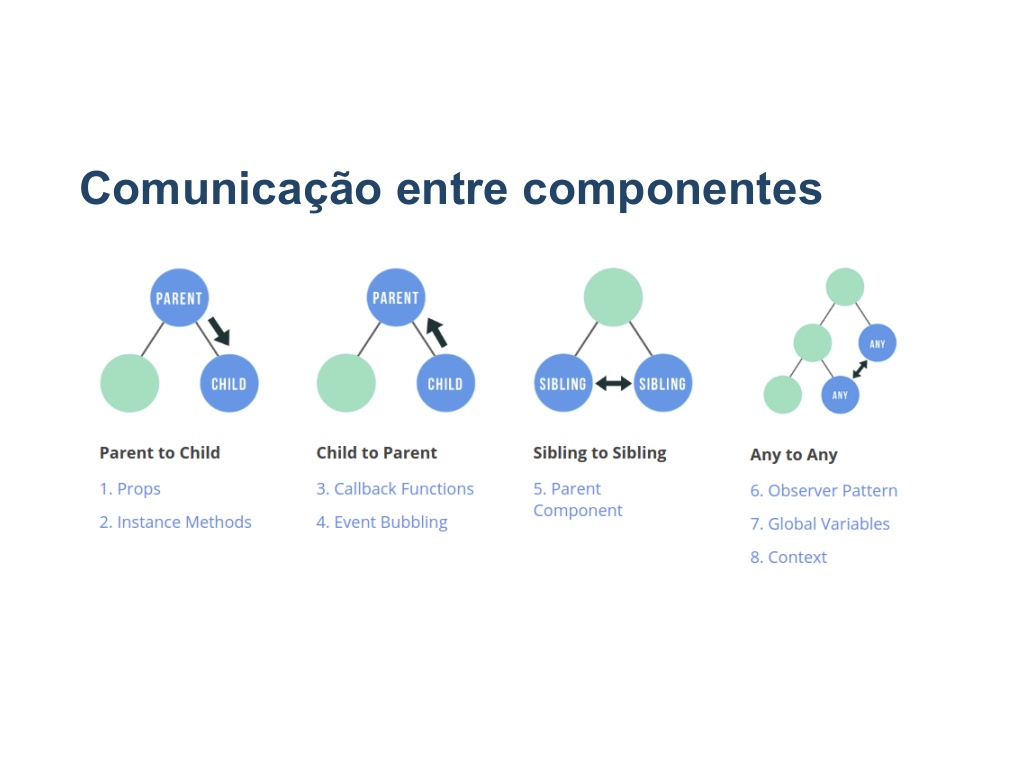 Comunicação entre componentes
PARENT
CHILD
Parent to Child
1. Props
2. Instance Methods
PARENT
CHILD
Child to Parent
3. Callback Functions
4. Event Bubbling
SIBLING
SIBLING
Sibling to Sibling
5. Parent
Component
ANY
ANY
Any to Any
6. Observer Pattern
7. Global Variables
8. Context